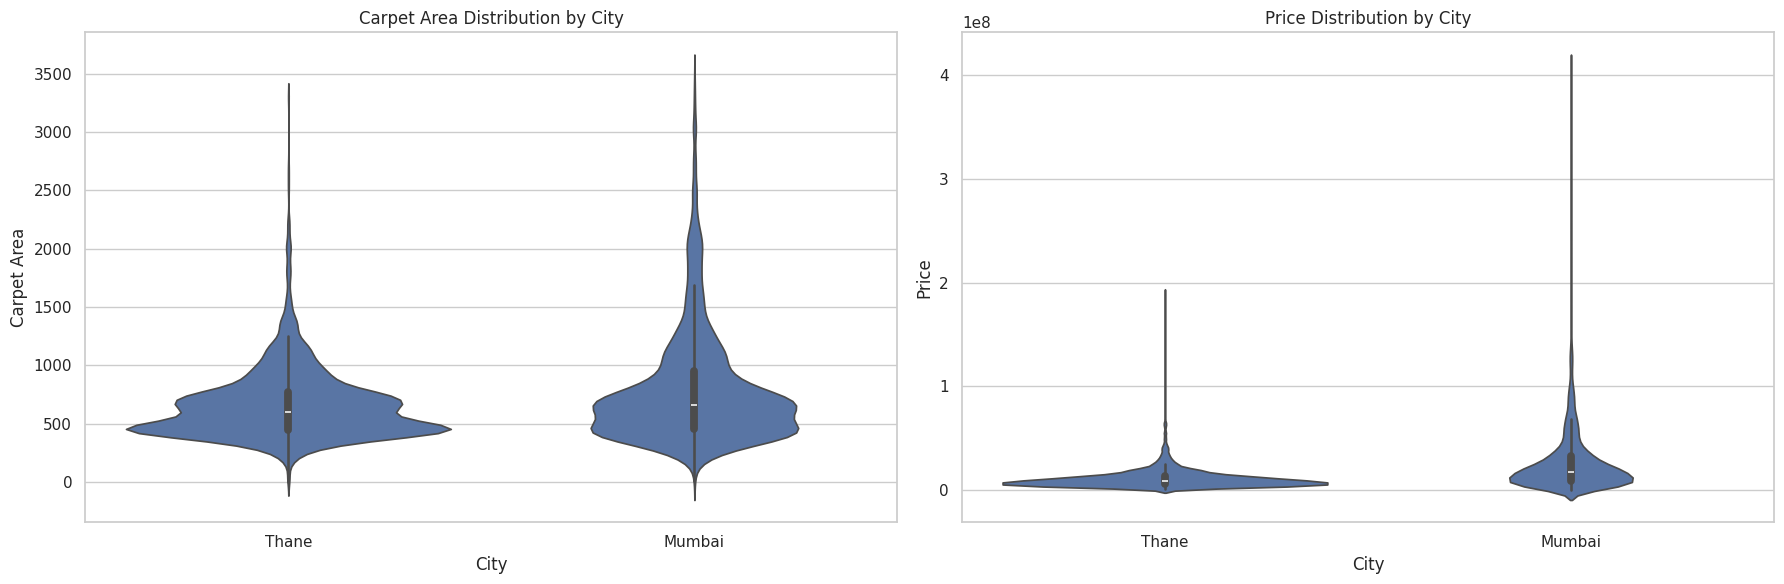 Carpet Area Distribution by City
Carpet Area
3500
3000
2500
2000
1500
1000
500
0
Thane
Mumbai
City
Price Distribution by City
1e8
Price
4
3
2
1
0
Thane
Mumbai
City